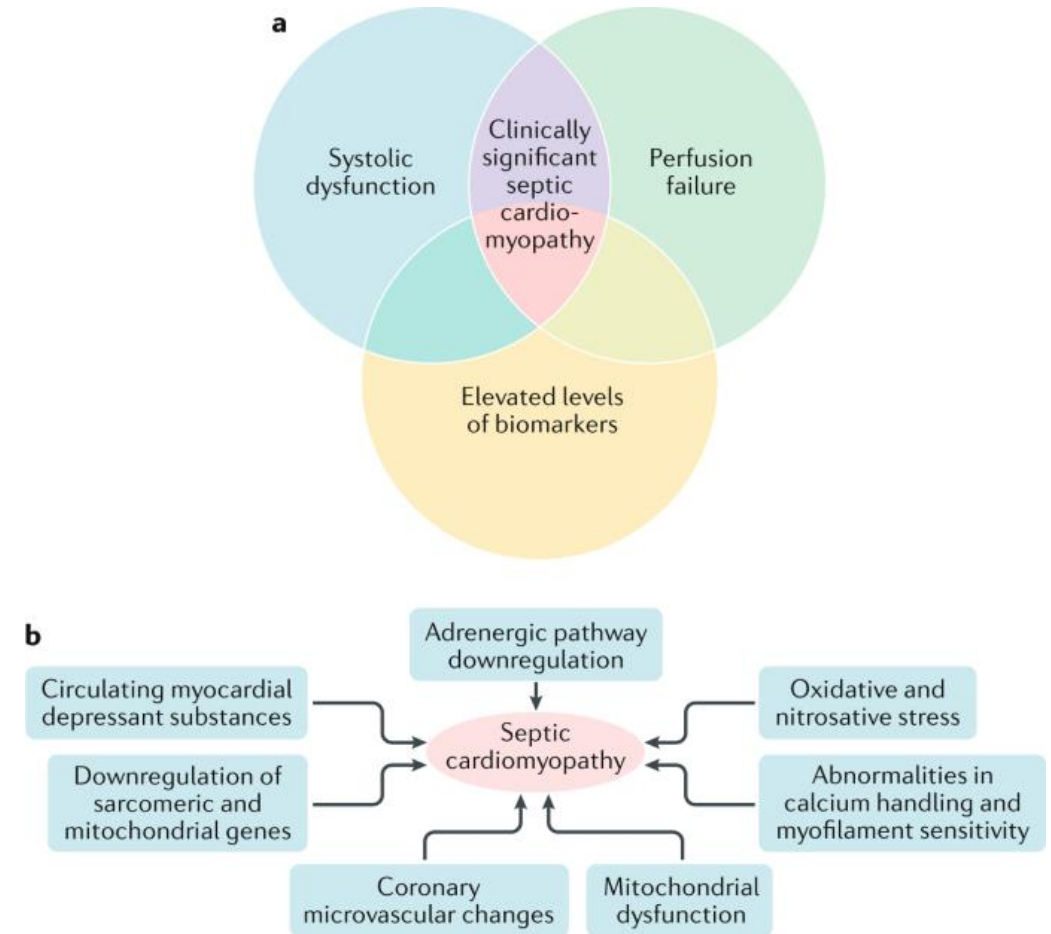 a
Systolic
dysfunction
Clinically
significant
septic
cardio-
myopathy
Perfusion
failure
Elevated levels
of biomarkers
b
Adrenergic pathway
downregulation
Circulating myocardial
depressant substances
Oxidative and
nitrosative stress
Septic
cardiomyopathy
Downregulation of
sarcomeric and
mitochondrial genes
Abnormalities in
calcium handling and
myofilament sensitivity
Coronary
microvascular changes
Mitochondrial
dysfunction